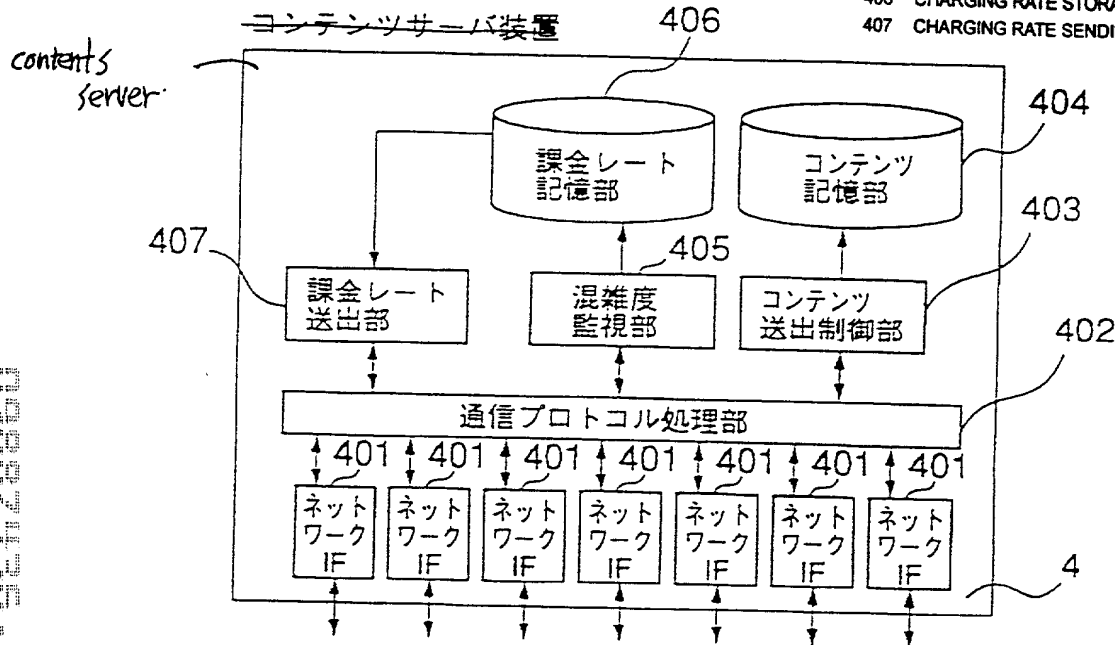 コンテンツサーバ装置
407 CHARGING RATE SENDI
contents
server
406
404
課金レート
記憶部
コンテンツ
記憶部
403
407
405
課金レート
送出部
混雑度
監視部
コンテンツ
送出制御部
402
通信プロトコル処理部
401 401 401 401 401 401 401
ネット ネット ネット ネット ネット ネット ネット
ワーク ワーク ワーク ワーク ワーク ワーク ワーク
IF IF IF IF IF IF IF
4